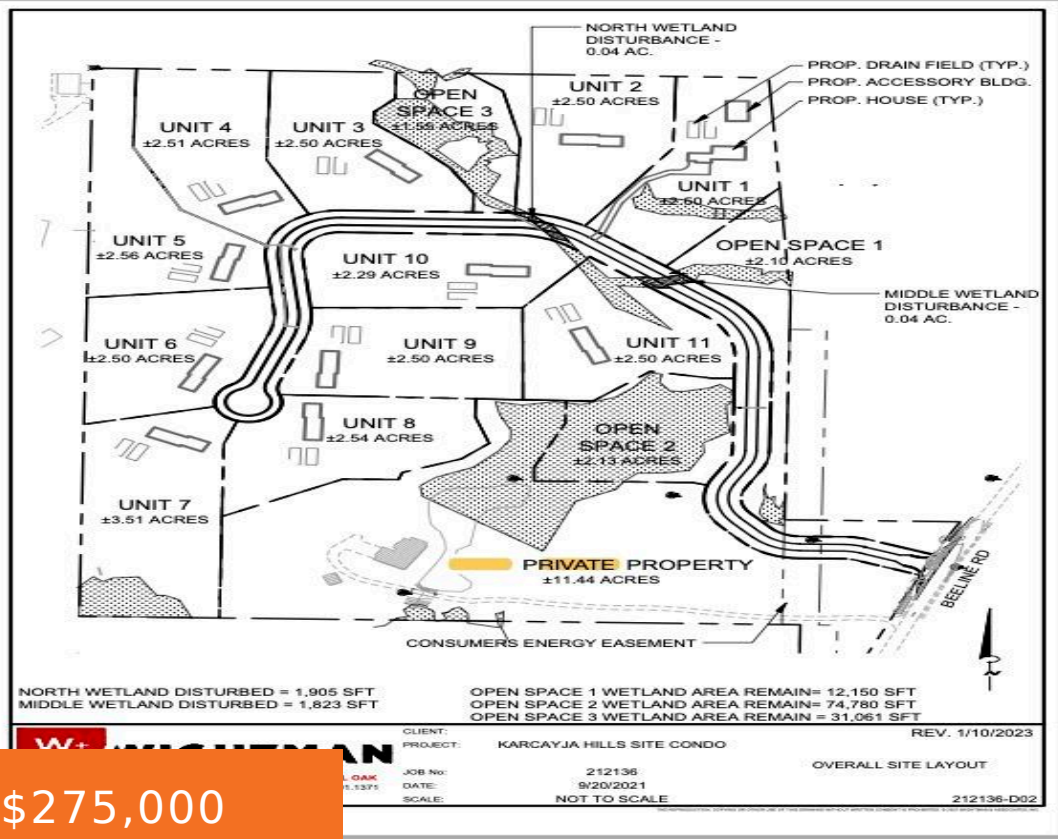 NORTH WETLAND
DISTURBANCE -
0.04 AC.
PROP. DRAIN FIELD (TYP.)
PROP. ACCESSORY BLDG.
PROP. HOUSE (TYP.)
OPEN
SPACE 3
±1.55 ACRES
UNIT 2
±2.50 ACRES
UNIT 4
±2.51 ACRES
UNIT 3
±2.50 ACRES
UNIT 1
±2.50 ACRES
UNIT 5
±2.56 ACRES
UNIT 10
±2.29 ACRES
OPEN SPACE 1
±2.10 ACRES
MIDDLE WETLAND
DISTURBANCE -
0.04 AC.
UNIT 6
±2.50 ACRES
UNIT 9
±2.50 ACRES
UNIT 11
±2.50 ACRES
UNIT 8
±2.54 ACRES
OPEN
SPACE 2
±2.13 ACRES
UNIT 7
±3.51 ACRES
PRIVATE PROPERTY
±11.44 ACRES
BEELINE RD
CONSUMERS ENERGY EASEMENT
NORTH WETLAND DISTURBED = 1,905 SFT
MIDDLE WETLAND DISTURBED = 1,823 SFT
OPEN SPACE 1 WETLAND AREA REMAIN= 12,150 SFT
OPEN SPACE 2 WETLAND AREA REMAIN= 74,780 SFT
OPEN SPACE 3 WETLAND AREA REMAIN = 31,061 SFT
W+
WIGHTMAN
OAK
1.1371
CLIENT:
PROJECT: KARCAYJA HILLS SITE CONDO
JOB No: 212136
DATE: 9/20/2021
SCALE: NOT TO SCALE
REV. 1/10/2023
OVERALL SITE LAYOUT
212136-D02
$275,000